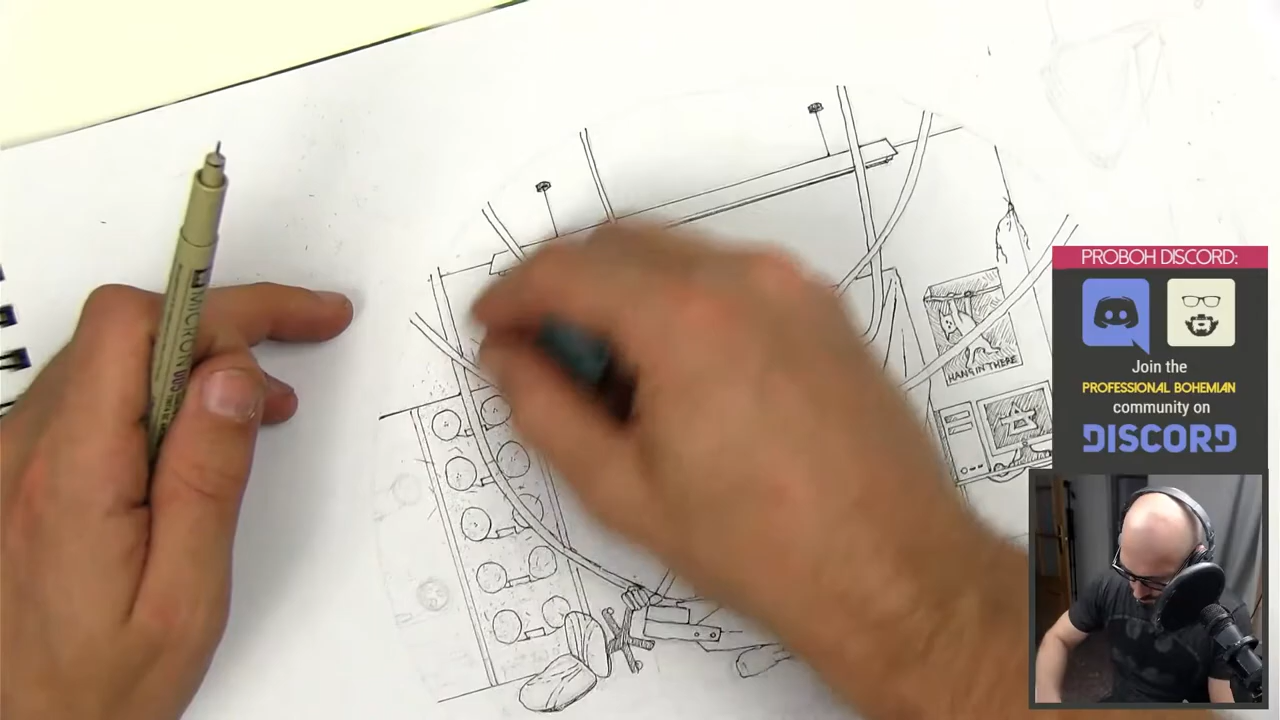 MICRON
HANG IN THERE
PROBOH DISCORD:
Join the
PROFESSIONAL BOHEMIAN
community on
DISCORD